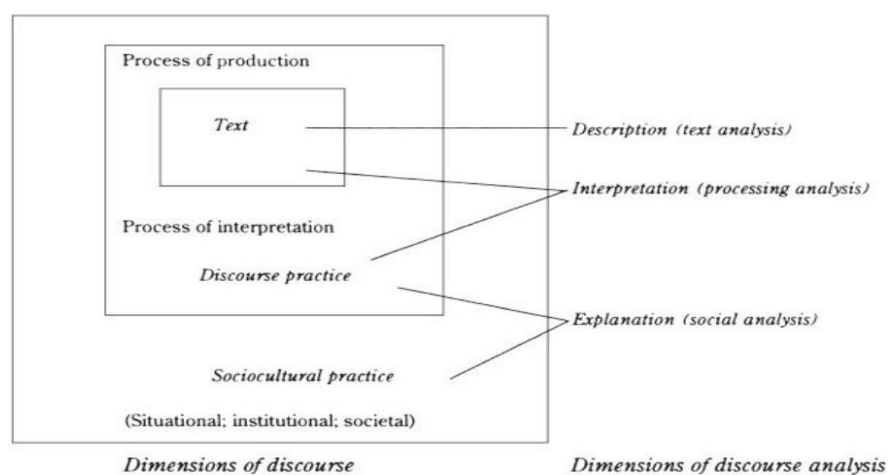 Process of production
Text
Description (text analysis)
Interpretation (processing analysis)
Process of interpretation
Discourse practice
Explanation (social analysis)
Sociocultural practice
(Situational; institutional; societal)
Dimensions of discourse
Dimensions of discourse analysis